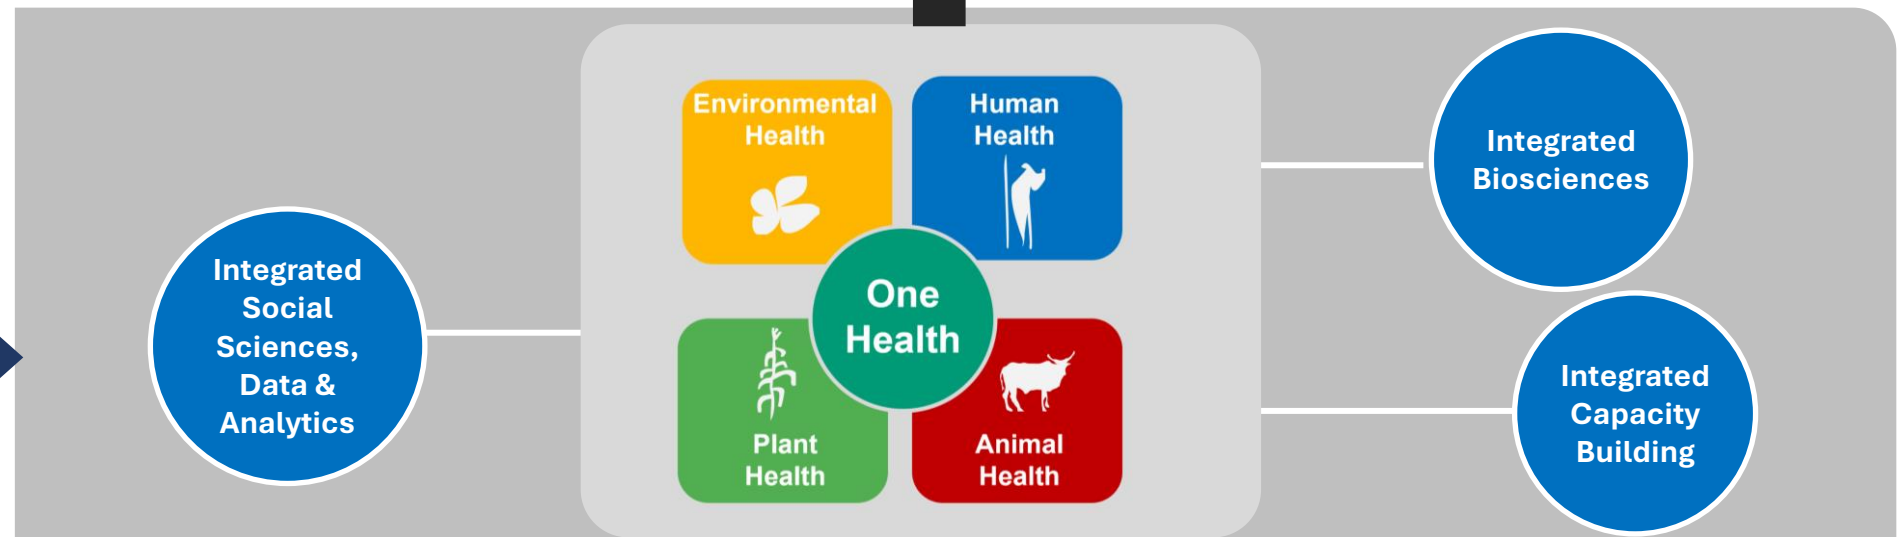 Integrated
Social
Sciences,
Data &
Analytics
Environmental
Health
Human
Health
One
Health
Plant
Health
Animal
Health
Integrated
Biosciences
Integrated
Capacity
Building